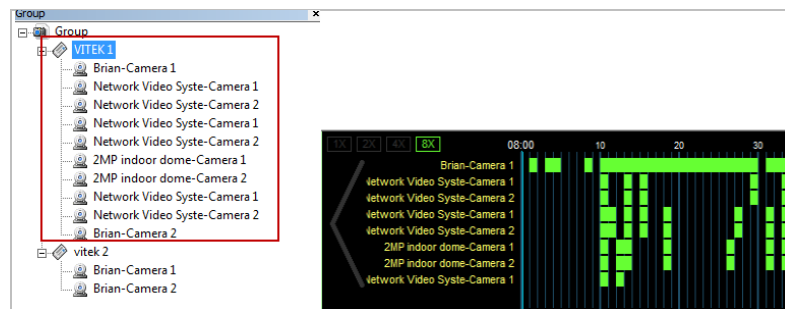 Group
Group
VITEK 1
Brian-Camera 1
Network Video Syste-Camera 1
Network Video Syste-Camera 2
Network Video Syste-Camera 1
Network Video Syste-Camera 2
2MP indoor dome-Camera 1
2MP indoor dome-Camera 2
Network Video Syste-Camera 1
Network Video Syste-Camera 2
Brian-Camera 2
vitek 2
Brian-Camera 1
Brian-Camera 2
1X 2X 4X 8X 08:00 10 20 30
Brian-Camera 1
Network Video Syste-Camera 1
Network Video Syste-Camera 2
Network Video Syste-Camera 1
Network Video Syste-Camera 2
2MP indoor dome-Camera 1
2MP indoor dome-Camera 2
Network Video Syste-Camera 1